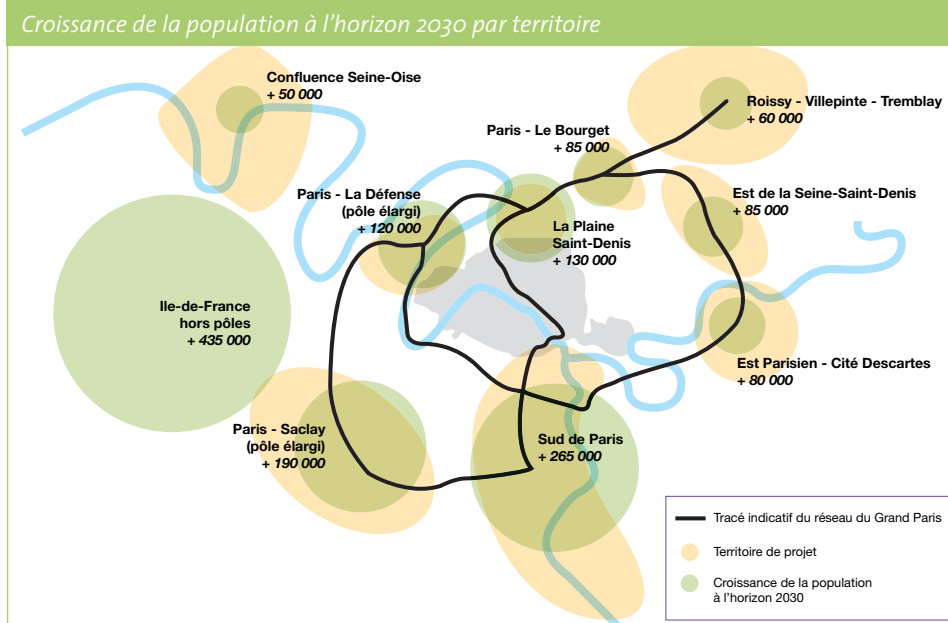 Croissance de la population à l'horizon 2030 par territoire
Confluence Seine-Oise
+ 50 000
Roissy - Villepinte - Tremblay
+ 60 000
Paris - Le Bourget
+ 85 000
Paris - La Défense
(pôle élargi)
+ 120 000
Est de la Seine-Saint-Denis
+ 85 000
La Plaine
Saint-Denis
+ 130 000
Ile-de-France
hors pôles
+ 435 000
Est Parisien - Cité Descartes
+ 80 000
Paris - Saclay
(pôle élargi)
+ 190 000
Sud de Paris
+ 265 000
Tracé indicatif du réseau du Grand Paris
Territoire de projet
Croissance de la population
à l'horizon 2030